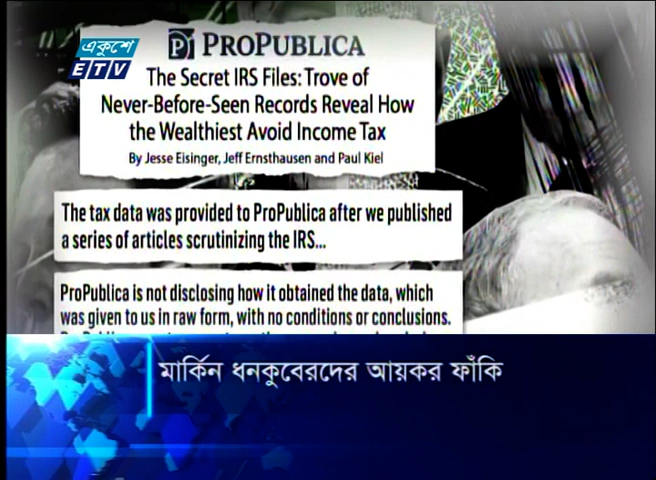 একুশে
ETV
PROPUBLICA
The Secret IRS Files: Trove of
Never-Before-Seen Records Reveal How
the Wealthiest Avoid Income Tax
By Jesse Eisinger, Jeff Ernsthausen and Paul Kiel
The tax data was provided to ProPublica after we published
a series of articles scrutinizing the IRS...
ProPublica is not disclosing how it obtained the data, which
was given to us in raw form, with no conditions or conclusions.
মার্কিন ধনকুবেরদের আয়কর ফাঁকি